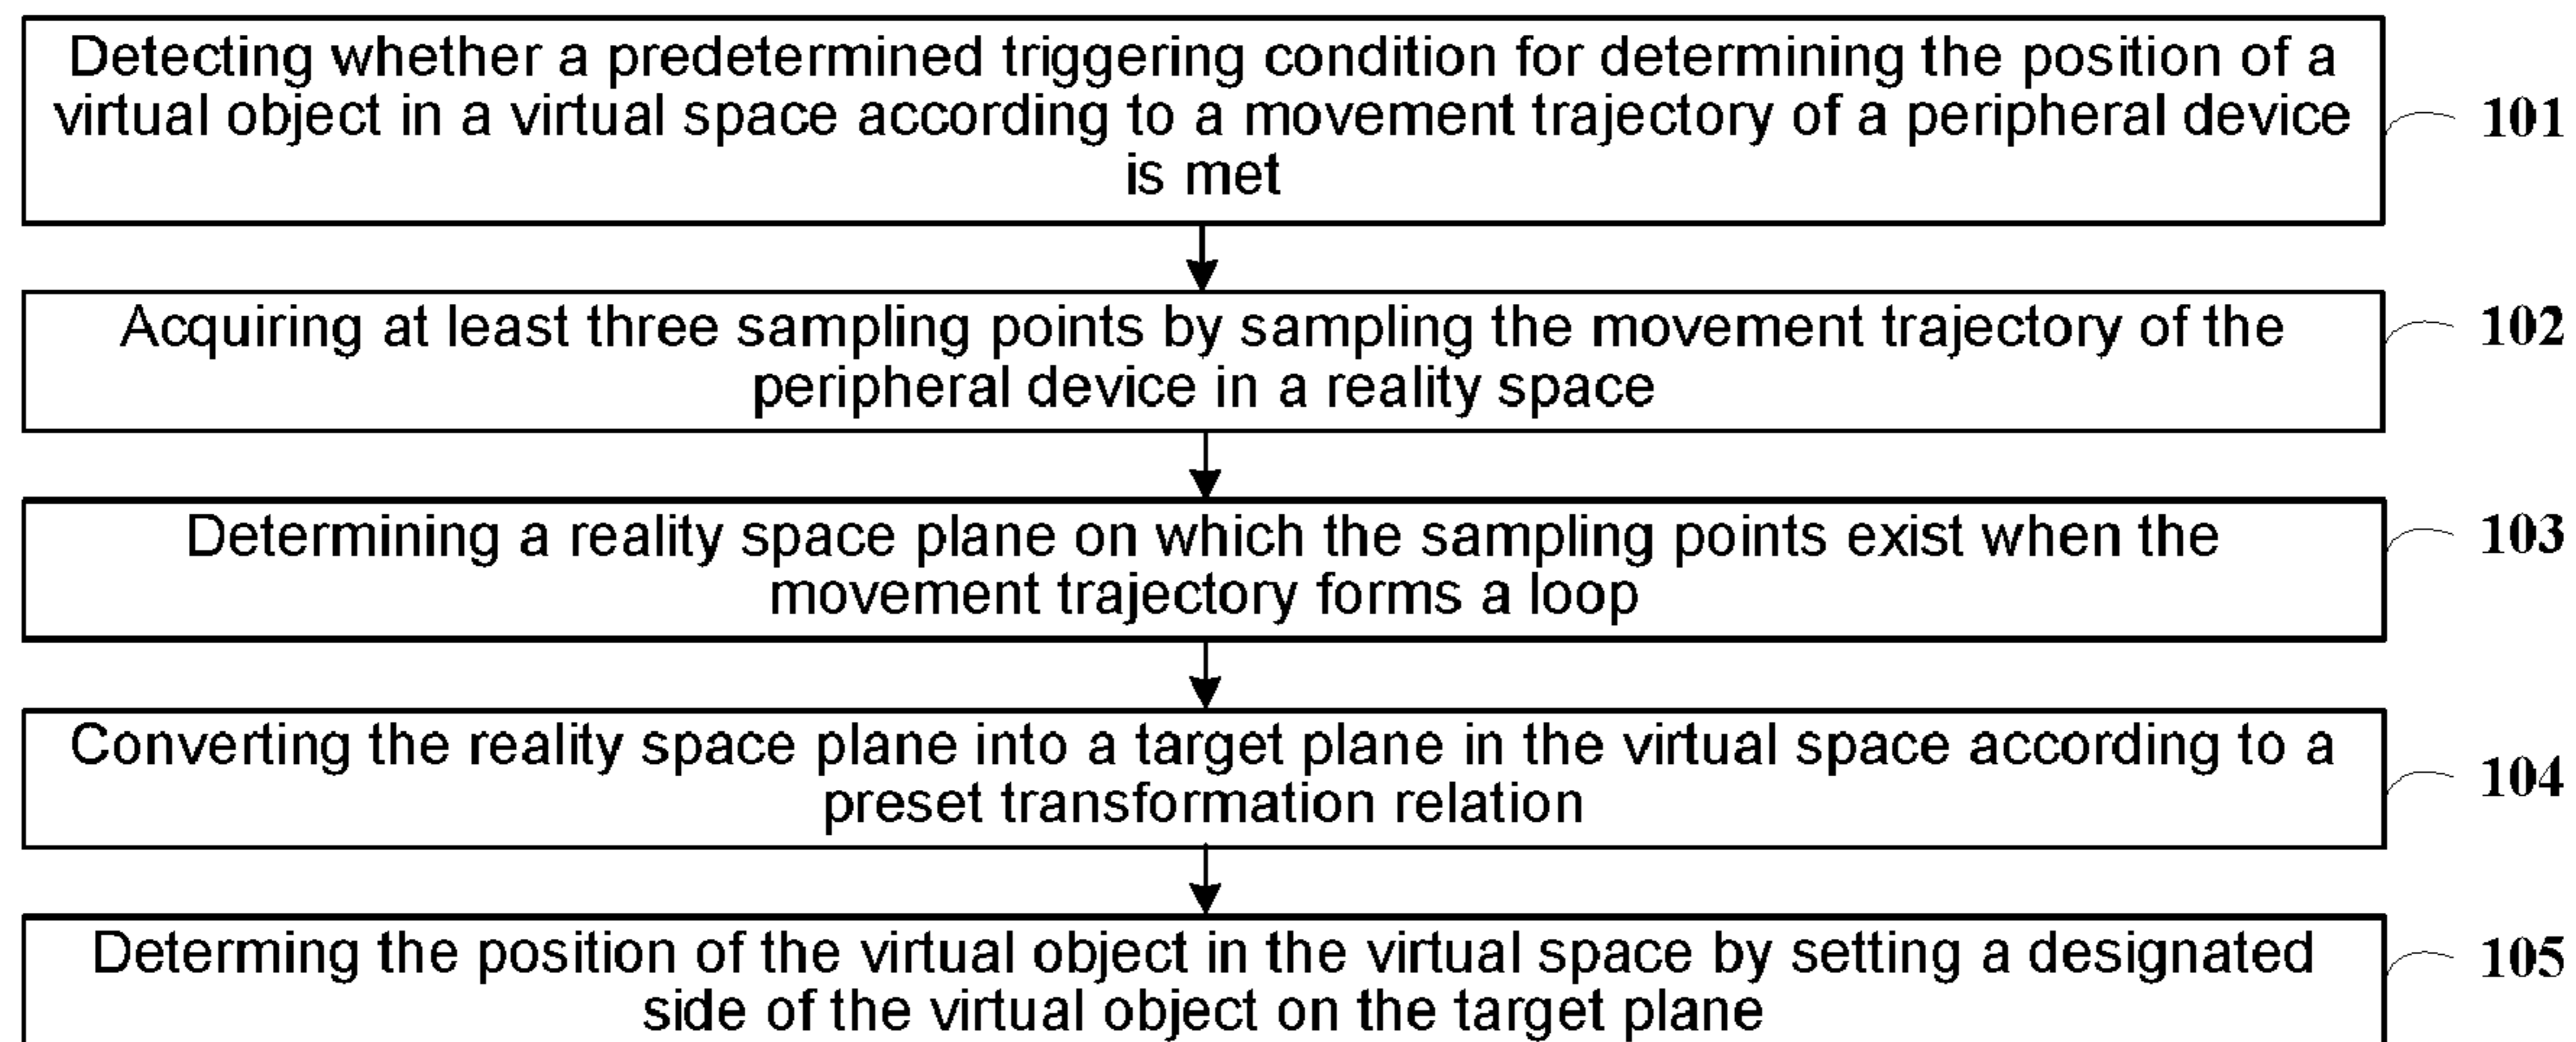 Detecting whether a predetermined triggering condition for determining the position of a
virtual object in a virtual space according to a movement trajectory of a peripheral device
is met
101
Acquiring at least three sampling points by sampling the movement trajectory of the
peripheral device in a reality space
102
Determining a reality space plane on which the sampling points exist when the
movement trajectory forms a loop
103
Converting the reality space plane into a target plane in the virtual space according to a
preset transformation relation
104
Determing the position of the virtual object in the virtual space by setting a designated
side of the virtual object on the target plane
105